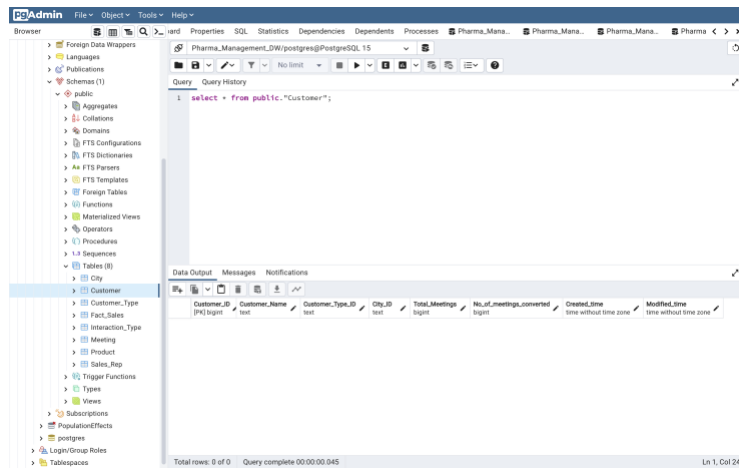 pgAdmin File Object Tools Help
Browser
ard Properties SQL Statistics Dependencies Dependents Processes Pharma_Mana... Pharma_Mana... Pharma_Mana... Pharma
Foreign Data Wrappers
Languages
Publications
Schemas (1)
public
Aggregates
Collations
Domains
FTS Configurations
FTS Dictionaries
FTS Parsers
FTS Templates
Foreign Tables
Functions
Materialized Views
Operators
Procedures
1..3 Sequences
Tables (8)
City
Customer
Customer_Type
Fact_Sales
Interaction_Type
Meeting
Product
Sales_Rep
Trigger Functions
Types
Views
Subscriptions
PopulationEffects
postgres
Login/Group Roles
Tablespaces
Pharma_Management_DW/postgres@PostgreSQL 15
No limit
Query Query History
1 select * from public."Customer";
Data Output Messages Notifications
Customer_ID Customer_Name Customer_Type_ID City_ID Total_Meetings No_of_meetings_converted Created_time Modified_time
[PK] bigint text text text bigint bigint time without time zone time without time zone
Total rows: 0 of 0 Query complete 00:00:00.045 Ln 1, Col 24